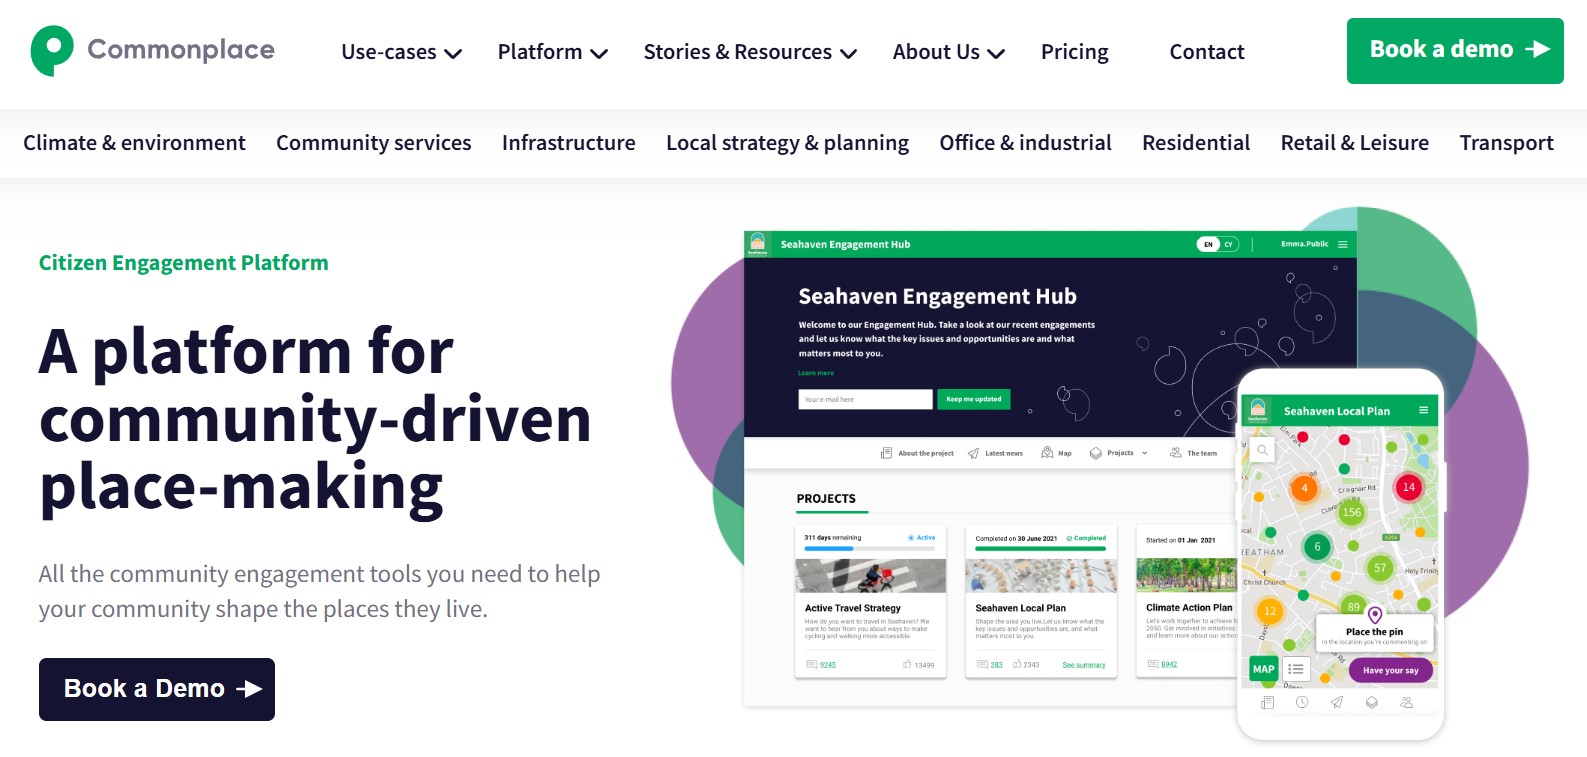 Commonplace
Use-cases
Platform
Stories & Resources
About Us
Pricing
Contact
Book a demo
Climate & environment
Community services
Infrastructure
Local strategy & planning
Office & industrial
Residential
Retail & Leisure
Transport
Citizen Engagement Platform
A platform for
community-driven
place-making
All the community engagement tools you need to help
your community shape the places they live.
Book a Demo
Seahaven Engagement Hub
EN
CY
Emma.Public
Seahaven Engagement Hub
Welcome to our Engagement Hub. Take a look at our recent engagements
and let us know what the key issues and opportunities are and what
matters most to you.
Learn more
Your e-mail here
Keep me updated
About the project
Latest news
Map
Projects
The team
PROJECTS
311 days remaining
Active
Active Travel Strategy
How do you want to travel in Seahaven? We
want to hear from you about ways to make
cycling and walking more accessible.
9245
13499
Completed on 30 June 2021
Completed
Seahaven Local Plan
Shape the area you live. Let us know what the
key issues and opportunities are, and what
matters most to you.
383
2343
See summary
Started on 01 Jan 2021
Climate Action Plan
Let's work together to achieve
2050. Get involved in initiatives
and learn more about our action
8942
Seahaven Local Plan
Elm Park
Rd
4
14
Craignair Rd
156
A204
6
EATHAM
57
Holy Trinity
Christ Church
12
89
Place the pin
in the location you're commenting on
MAP
Have your say